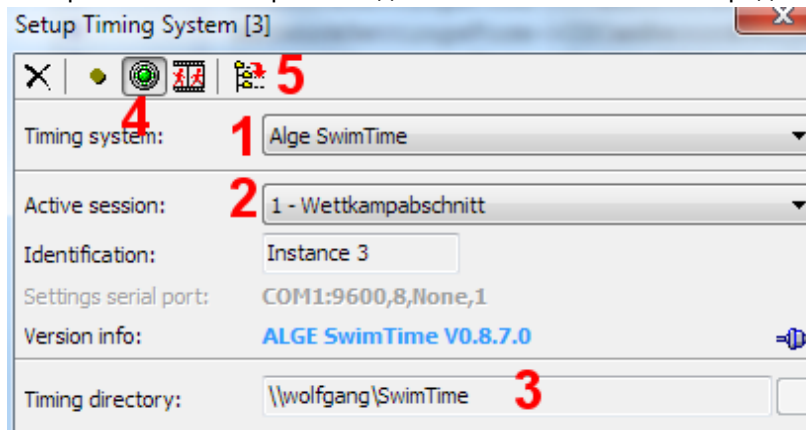 Setup Timing System [3]
5
4
Timing system: 1 Alge SwimTime
Active session: 2 1 - Wettkampabschnitt
Identification: Instance 3
Settings serial port: COM1:9600,8,None,1
Version info: ALGE SwimTime V0.8.7.0
Timing directory: \\wolfgang\SwimTime 3